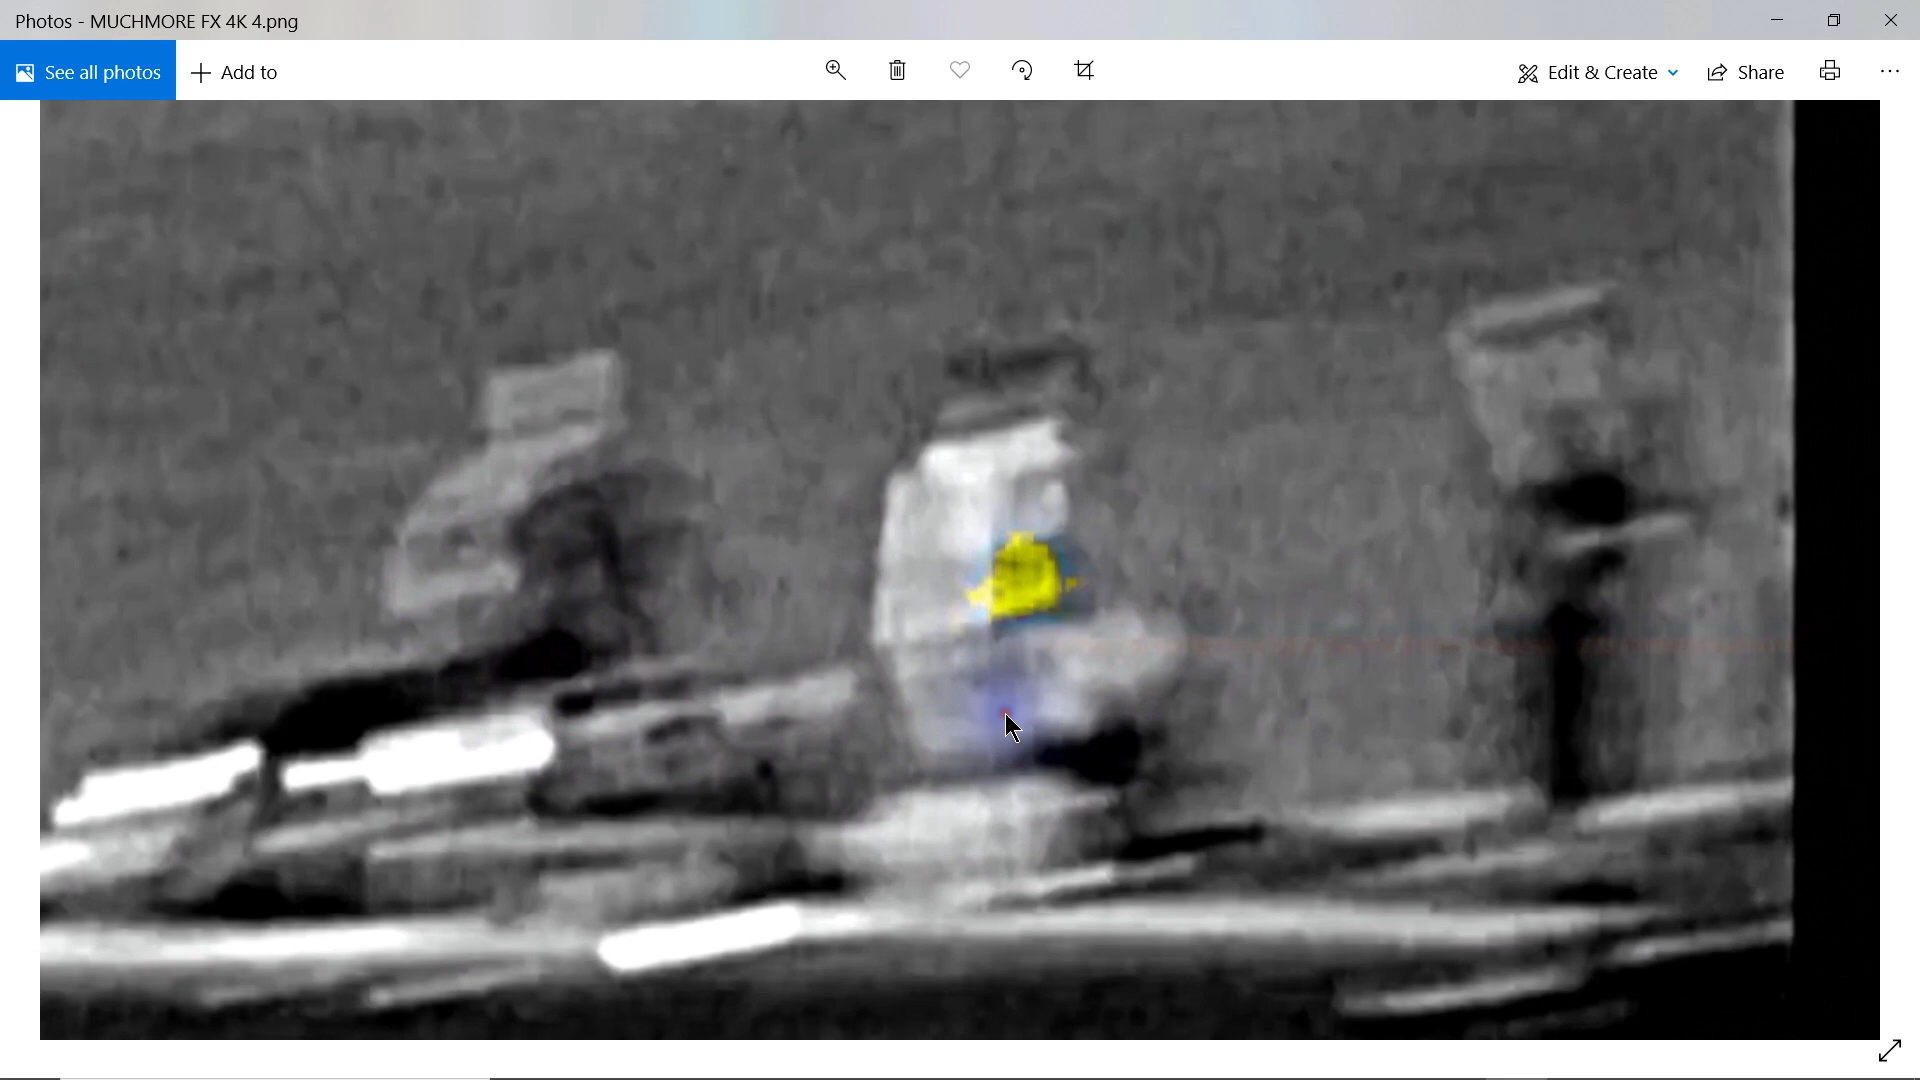 Photos - MUCHMORE FX 4K 4.png
See all photos
Add to
Edit & Create
Share